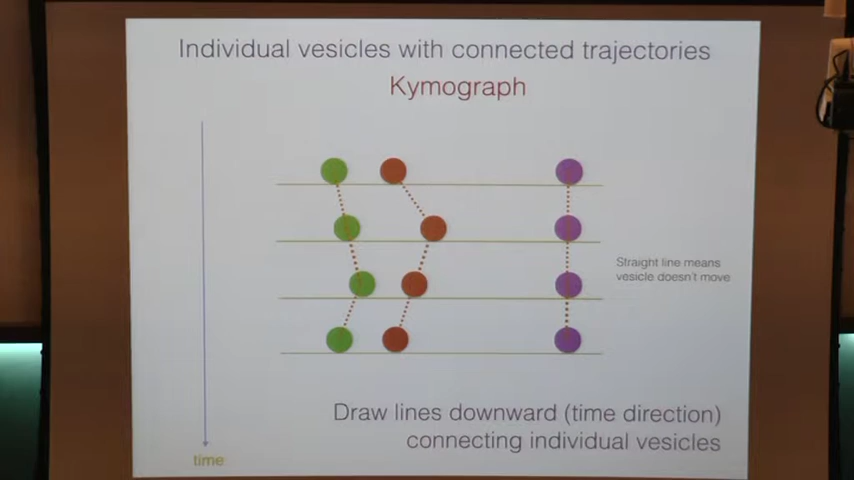 Individual vesicles with connected trajectories
Kymograph
Straight line means
vesicle doesn't move
Draw lines downward (time direction)
connecting individual vesicles
time